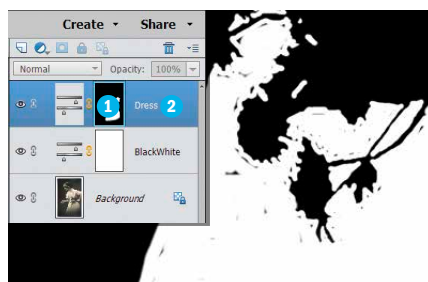 Create Share
Normal Opacity: 100%
1 Dress 2
BlackWhite
Background